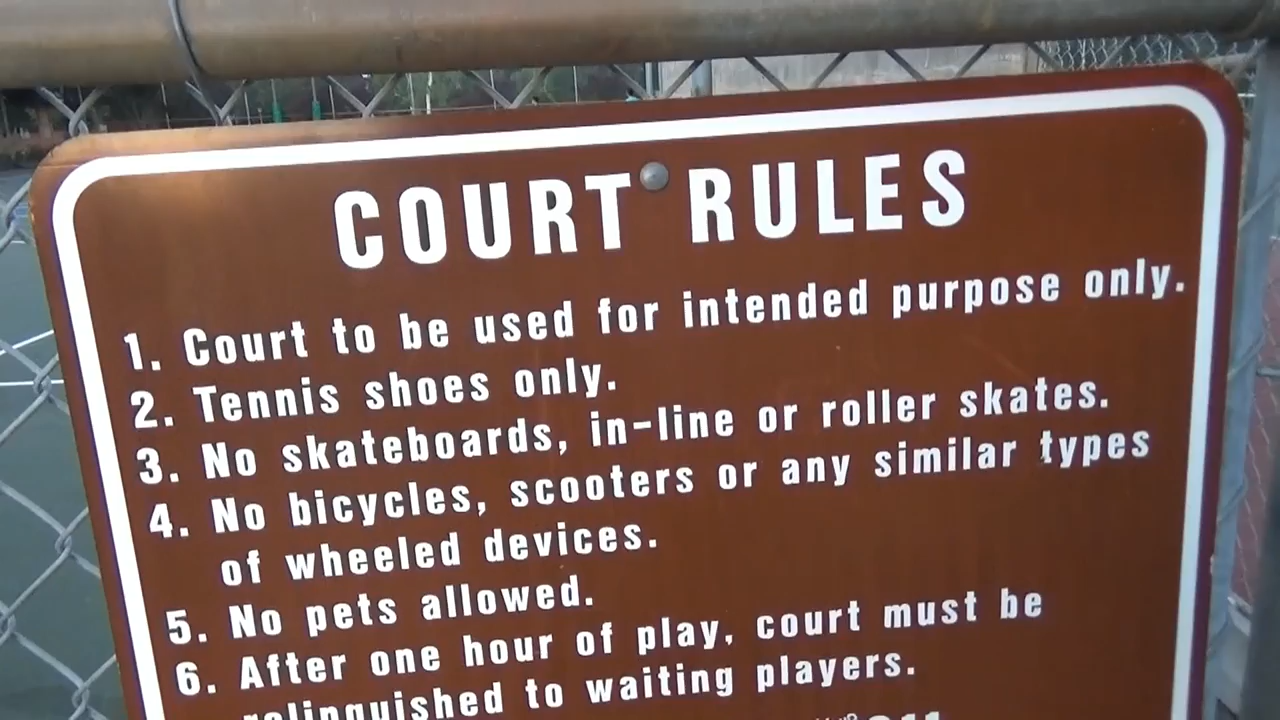 COURT RULES
1. Court to be used for intended purpose only.
2. Tennis shoes only.
3. No skateboards, in-line or roller skates.
4. No bicycles, scooters or any similar types
of wheeled devices.
5. No pets allowed.
6. After one hour of play, court must be
relinquished to waiting players.